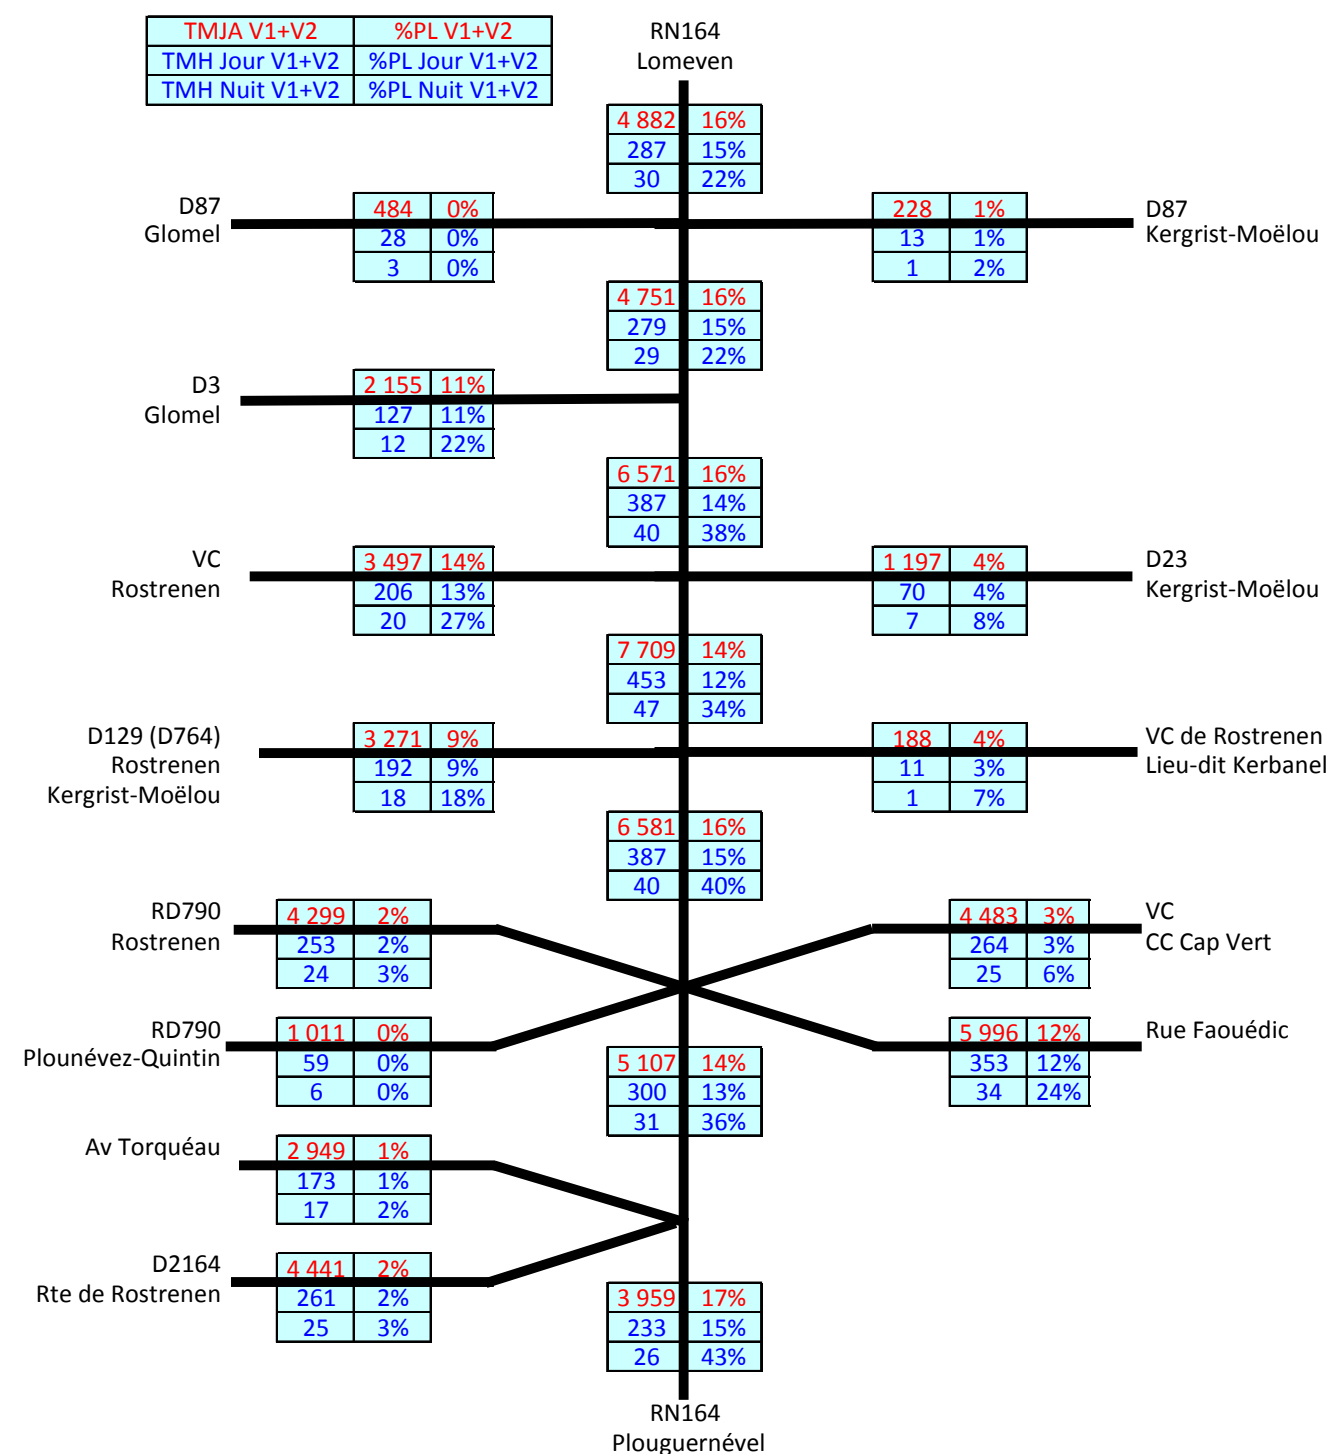 TMJA V1+V2 %PL V1+V2
TMH Jour V1+V2 %PL Jour V1+V2
TMH Nuit V1+V2 %PL Nuit V1+V2
RN164
Lomeven
4 882 16%
287 15%
30 22%
D87
Glomel
484 0%
28 0%
3 0%
228 1%
13 1%
1 2%
D87
Kergrist-Moëlou
4 751 16%
279 15%
29 22%
D3
Glomel
2 155 11%
127 11%
12 22%
6 571 16%
387 14%
40 38%
VC
Rostrenen
3 497 14%
206 13%
20 27%
1 197 4%
70 4%
7 8%
D23
Kergrist-Moëlou
7 709 14%
453 12%
47 34%
D129 (D764)
Rostrenen
Kergrist-Moëlou
3 271 9%
192 9%
18 18%
188 4%
11 3%
1 7%
VC de Rostrenen
Lieu-dit Kerbanel
6 581 16%
387 15%
40 40%
RD790
Rostrenen
4 299 2%
253 2%
24 3%
4 483 3%
264 3%
25 6%
VC
CC Cap Vert
RD790
Plounévez-Quintin
1 011 0%
59 0%
6 0%
5 996 12%
353 12%
34 24%
Rue Faouédic
5 107 14%
300 13%
31 36%
Av Torquéau
2 949 1%
173 1%
17 2%
D2164
Rte de Rostrenen
4 441 2%
261 2%
25 3%
3 959 17%
233 15%
26 43%
RN164
Plouguernével